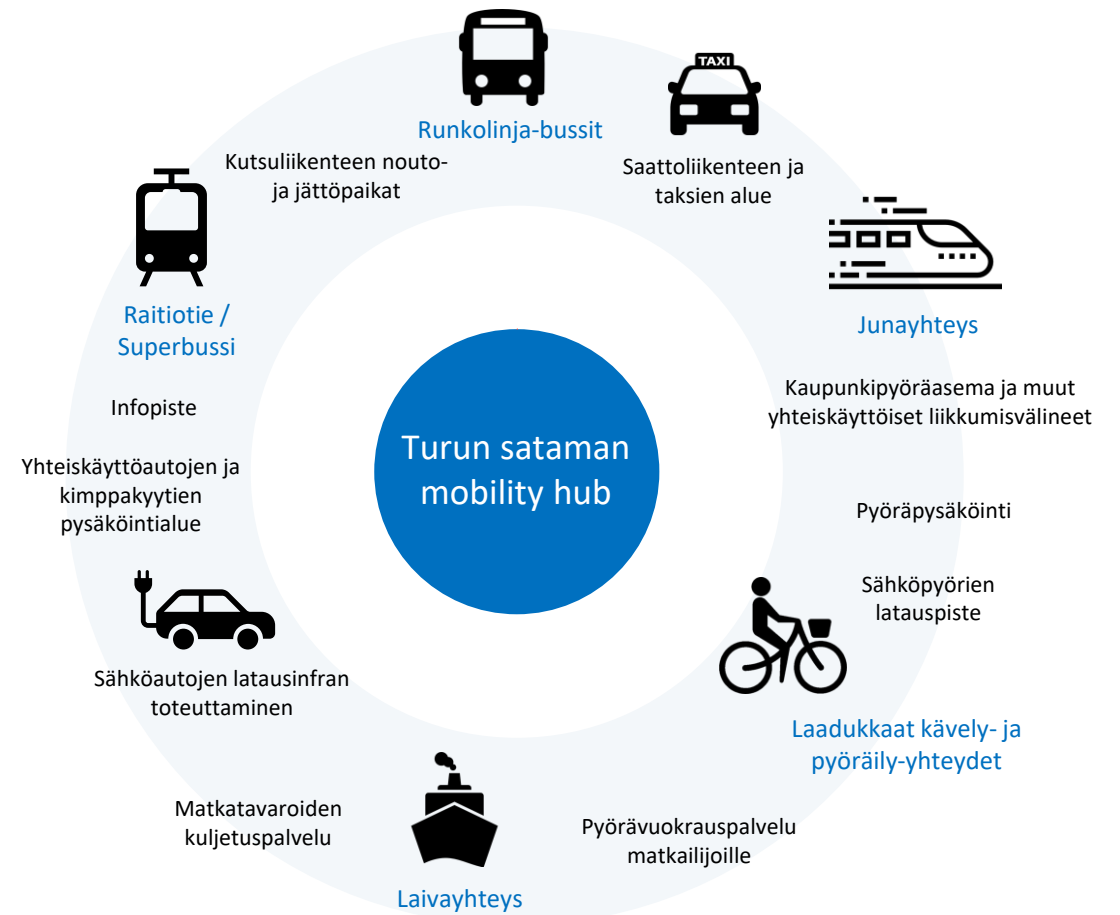 TAXI
Runkolinja-bussit
Kutsuliikenteen nouto-
ja jättöpaikat
Saattoliikenteen ja
taksien alue
Raitiotie /
Superbussi
Junayhteys
Infopiste
Kaupunkipyöräasema ja muut
yhteiskäyttöiset liikkumisvälineet
Turun sataman
mobility hub
Yhteiskäyttöautojen ja
kimppakyytien
pysäköintialue
Pyöräpysäköinti
Sähköpyörien
latauspiste
Sähköautojen latausinfran
toteuttaminen
Laadukkaat kävely- ja
pyöräily-yhteydet
Matkatavaroiden
kuljetuspalvelu
Pyörävuokrauspalvelu
matkailijoille
Laivayhteys